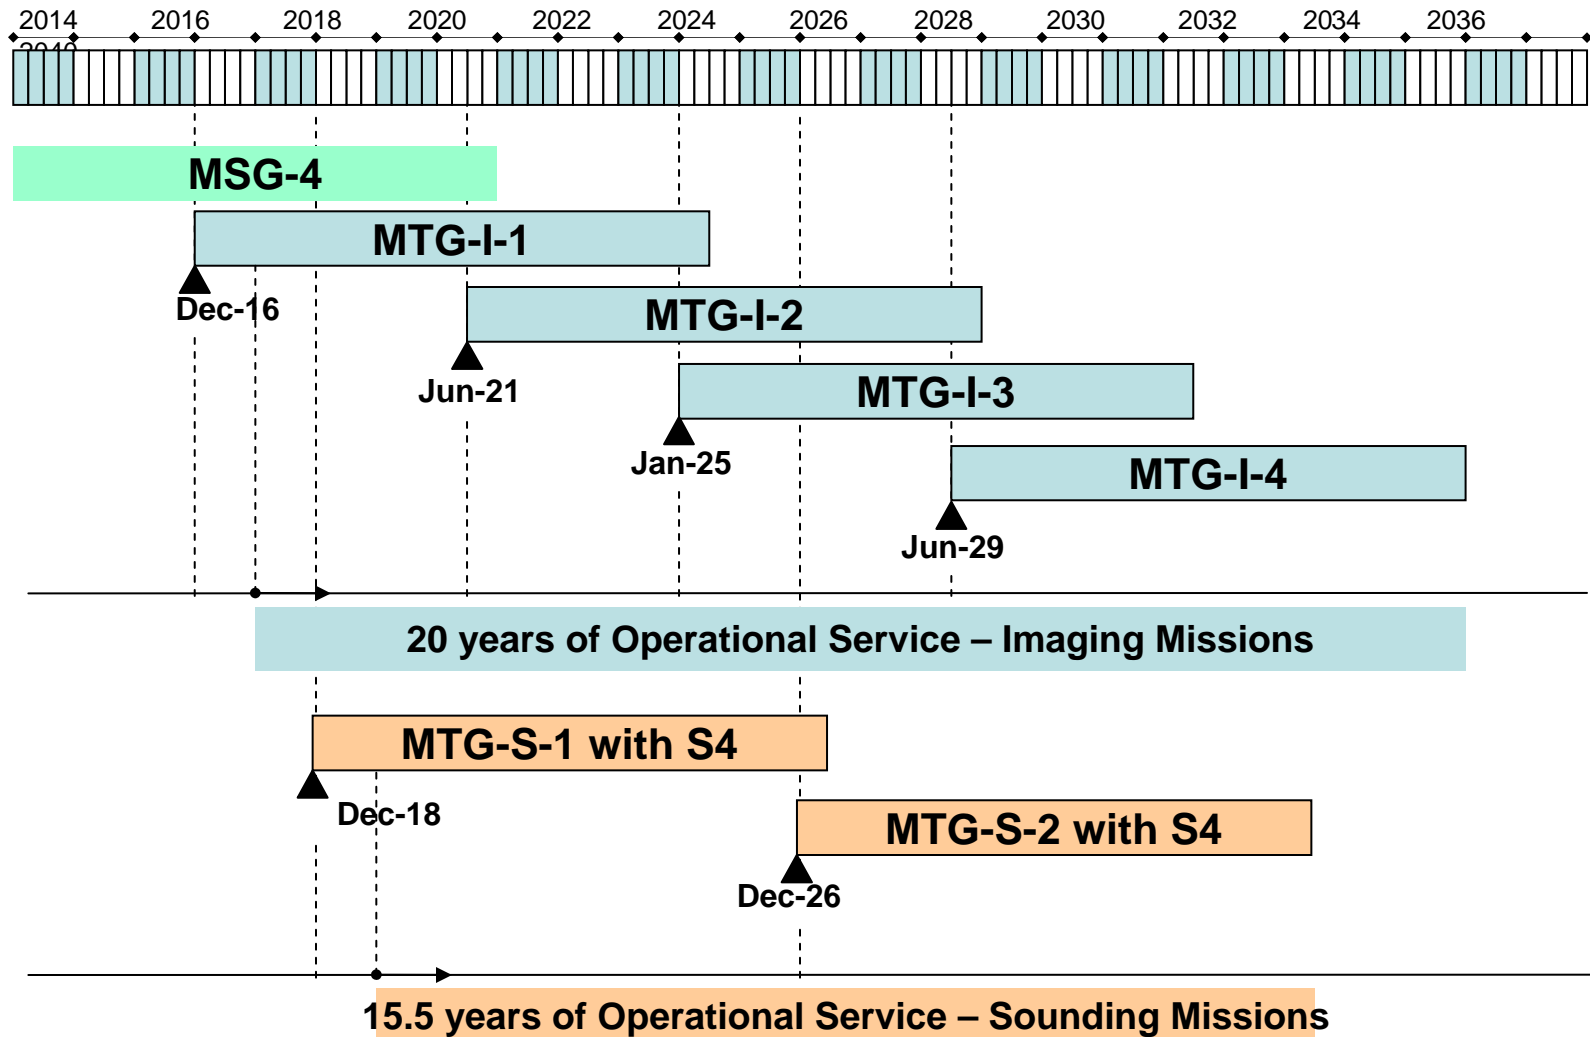 2014 2016 2018 2020 2022 2024 2026 2028 2030 2032 2034 2036
2040
MSG-4
MTG-I-1
Dec-16
MTG-I-2
Jun-21
MTG-I-3
Jan-25
MTG-I-4
Jun-29
20 years of Operational Service – Imaging Missions
MTG-S-1 with S4
Dec-18
MTG-S-2 with S4
Dec-26
15.5 years of Operational Service – Sounding Missions